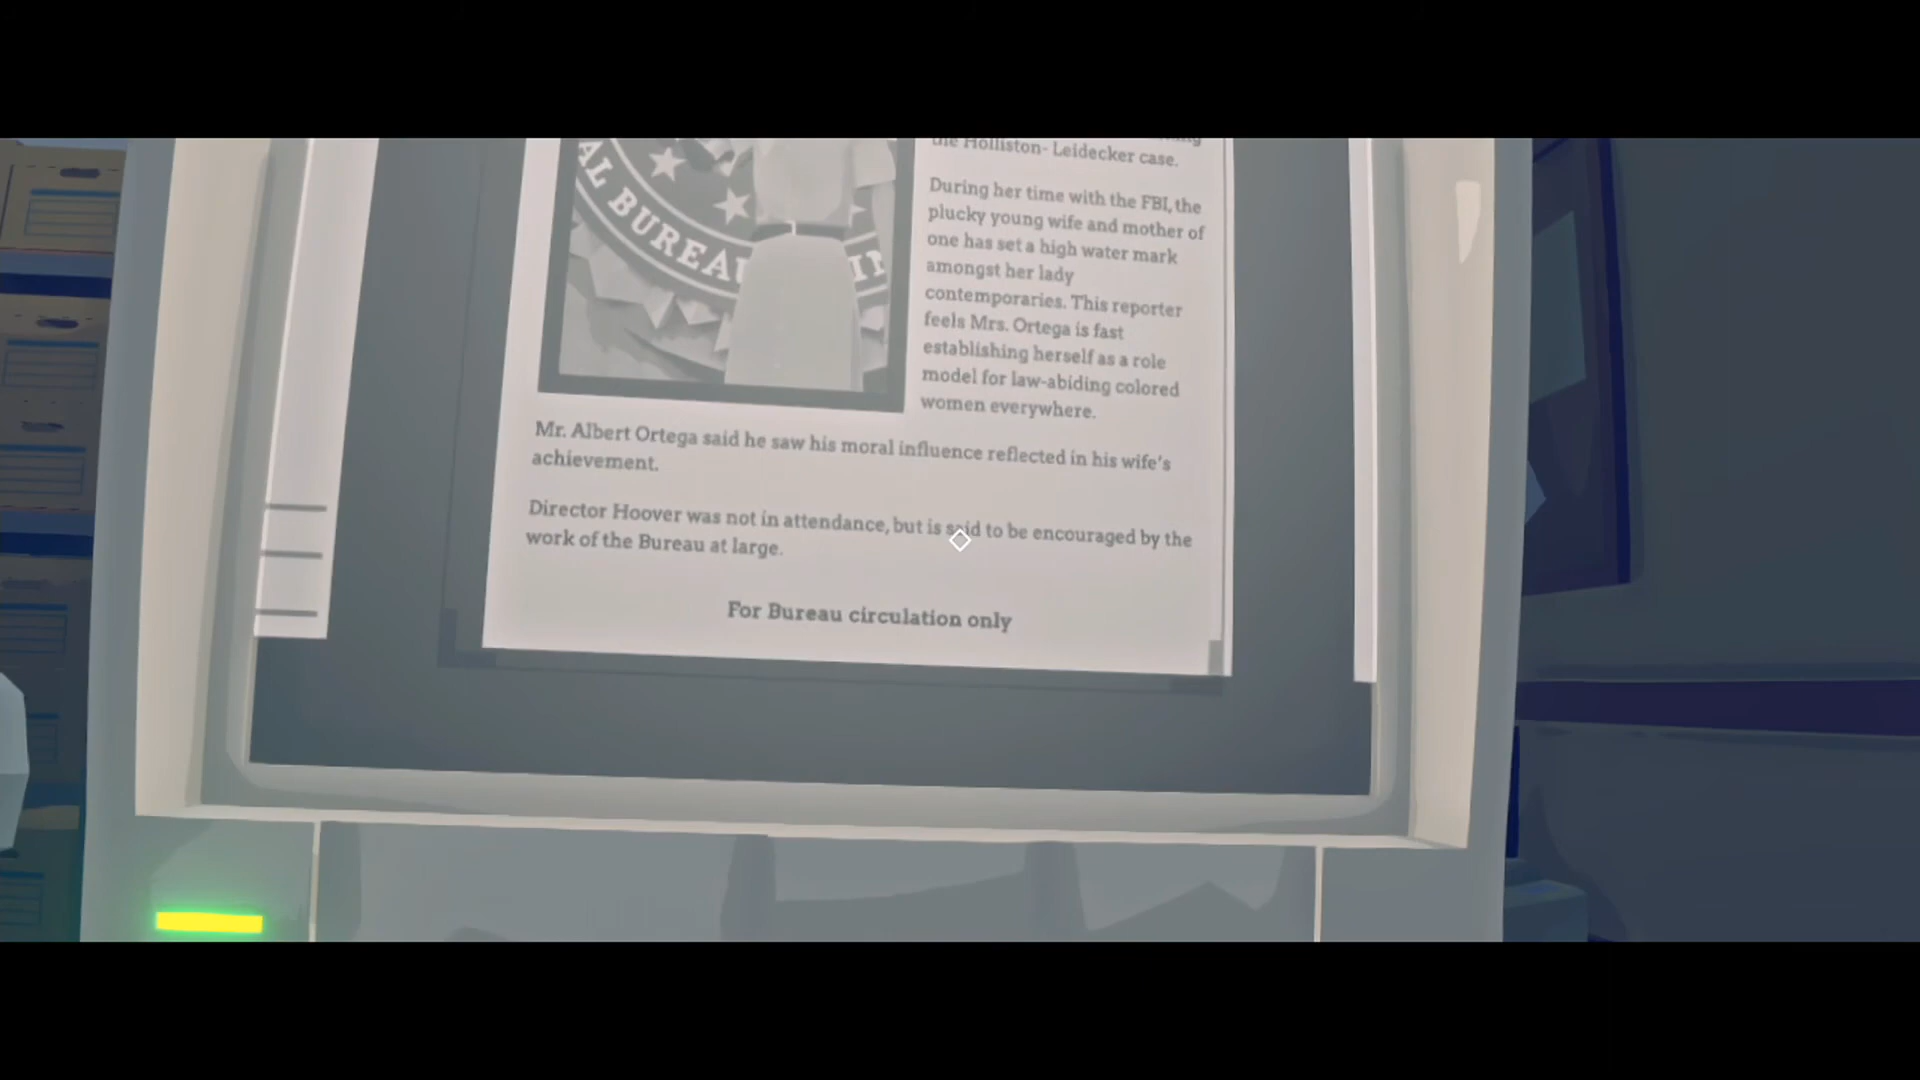 the Holliston- Leidecker case.
During her time with the FBI, the
plucky young wife and mother of
one has set a high water mark
amongst her lady
contemporaries. This reporter
feels Mrs. Ortega is fast
establishing herself as a role
model for law-abiding colored
women everywhere.
AL BUREAU
IN
Mr. Albert Ortega said he saw his moral influence reflected in his wife's
achievement.
Director Hoover was not in attendance, but is said to be encouraged by the
work of the Bureau at large.
For Bureau circulation only